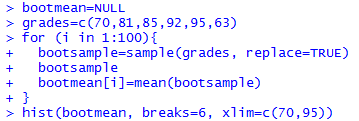 > bootmean=NULL
> grades=c(70,81,85,92,95,63)
> for (i in 1:100){
+   bootsample=sample(grades, replace=TRUE)
+   bootsample
+   bootmean[i]=mean(bootsample)
+ }
> hist(bootmean, breaks=6, xlim=c(70,95))